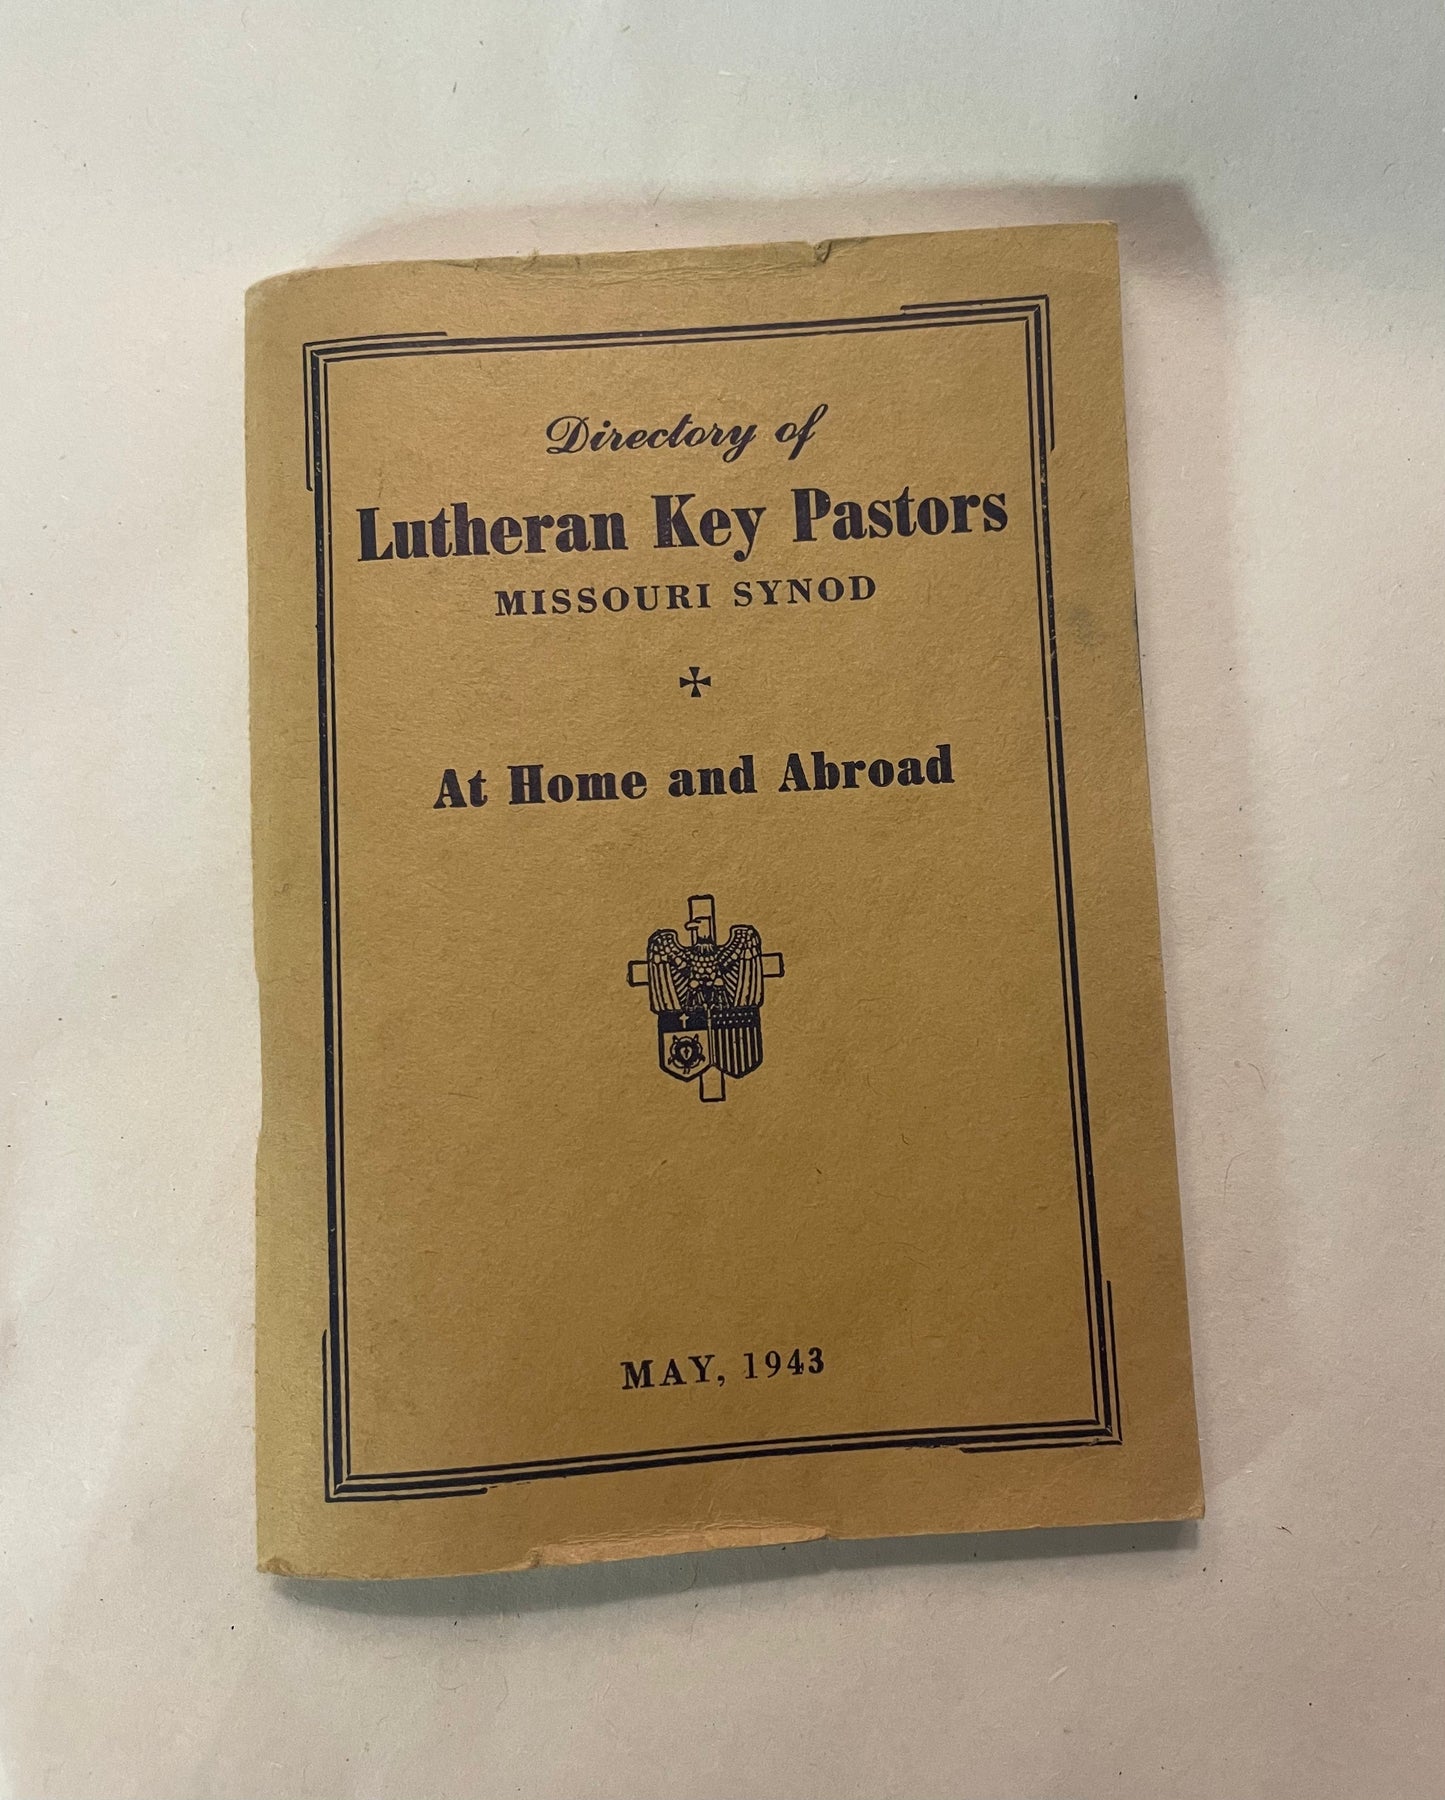 Directory of
Lutheran Key Pastors
MISSOURI SYNOD
At Home and Abroad
MAY, 1943